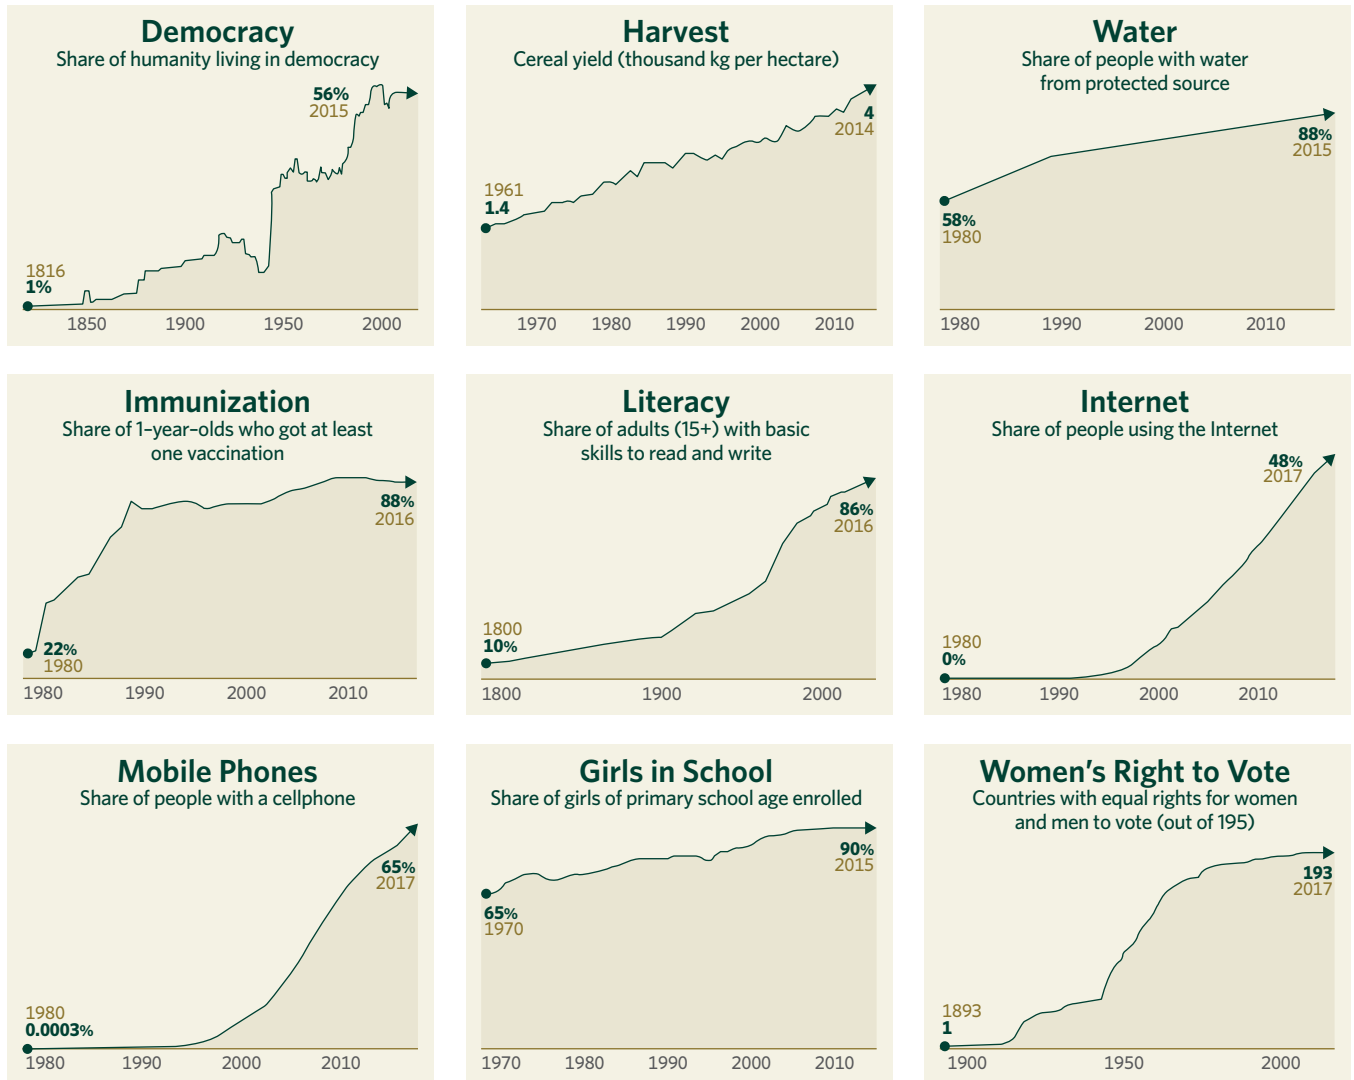 Democracy
Share of humanity living in democracy
56%
2015
1816
1%
1850 1900 1950 2000
Harvest
Cereal yield (thousand kg per hectare)
4
2014
1961
1.4
1970 1980 1990 2000 2010
Water
Share of people with water
from protected source
88%
2015
58%
1980
1980 1990 2000 2010
Immunization
Share of 1-year-olds who got at least
one vaccination
88%
2016
22%
1980
1980 1990 2000 2010
Literacy
Share of adults (15+) with basic
skills to read and write
86%
2016
1800
10%
1800 1900 2000
Internet
Share of people using the Internet
48%
2017
1980
0%
1980 1990 2000 2010
Mobile Phones
Share of people with a cellphone
65%
2017
1980
0.0003%
1980 1990 2000 2010
Girls in School
Share of girls of primary school age enrolled
90%
2015
65%
1970
1970 1980 1990 2000 2010
Women’s Right to Vote
Countries with equal rights for women
and men to vote (out of 195)
193
2017
1893
1
1900 1950 2000